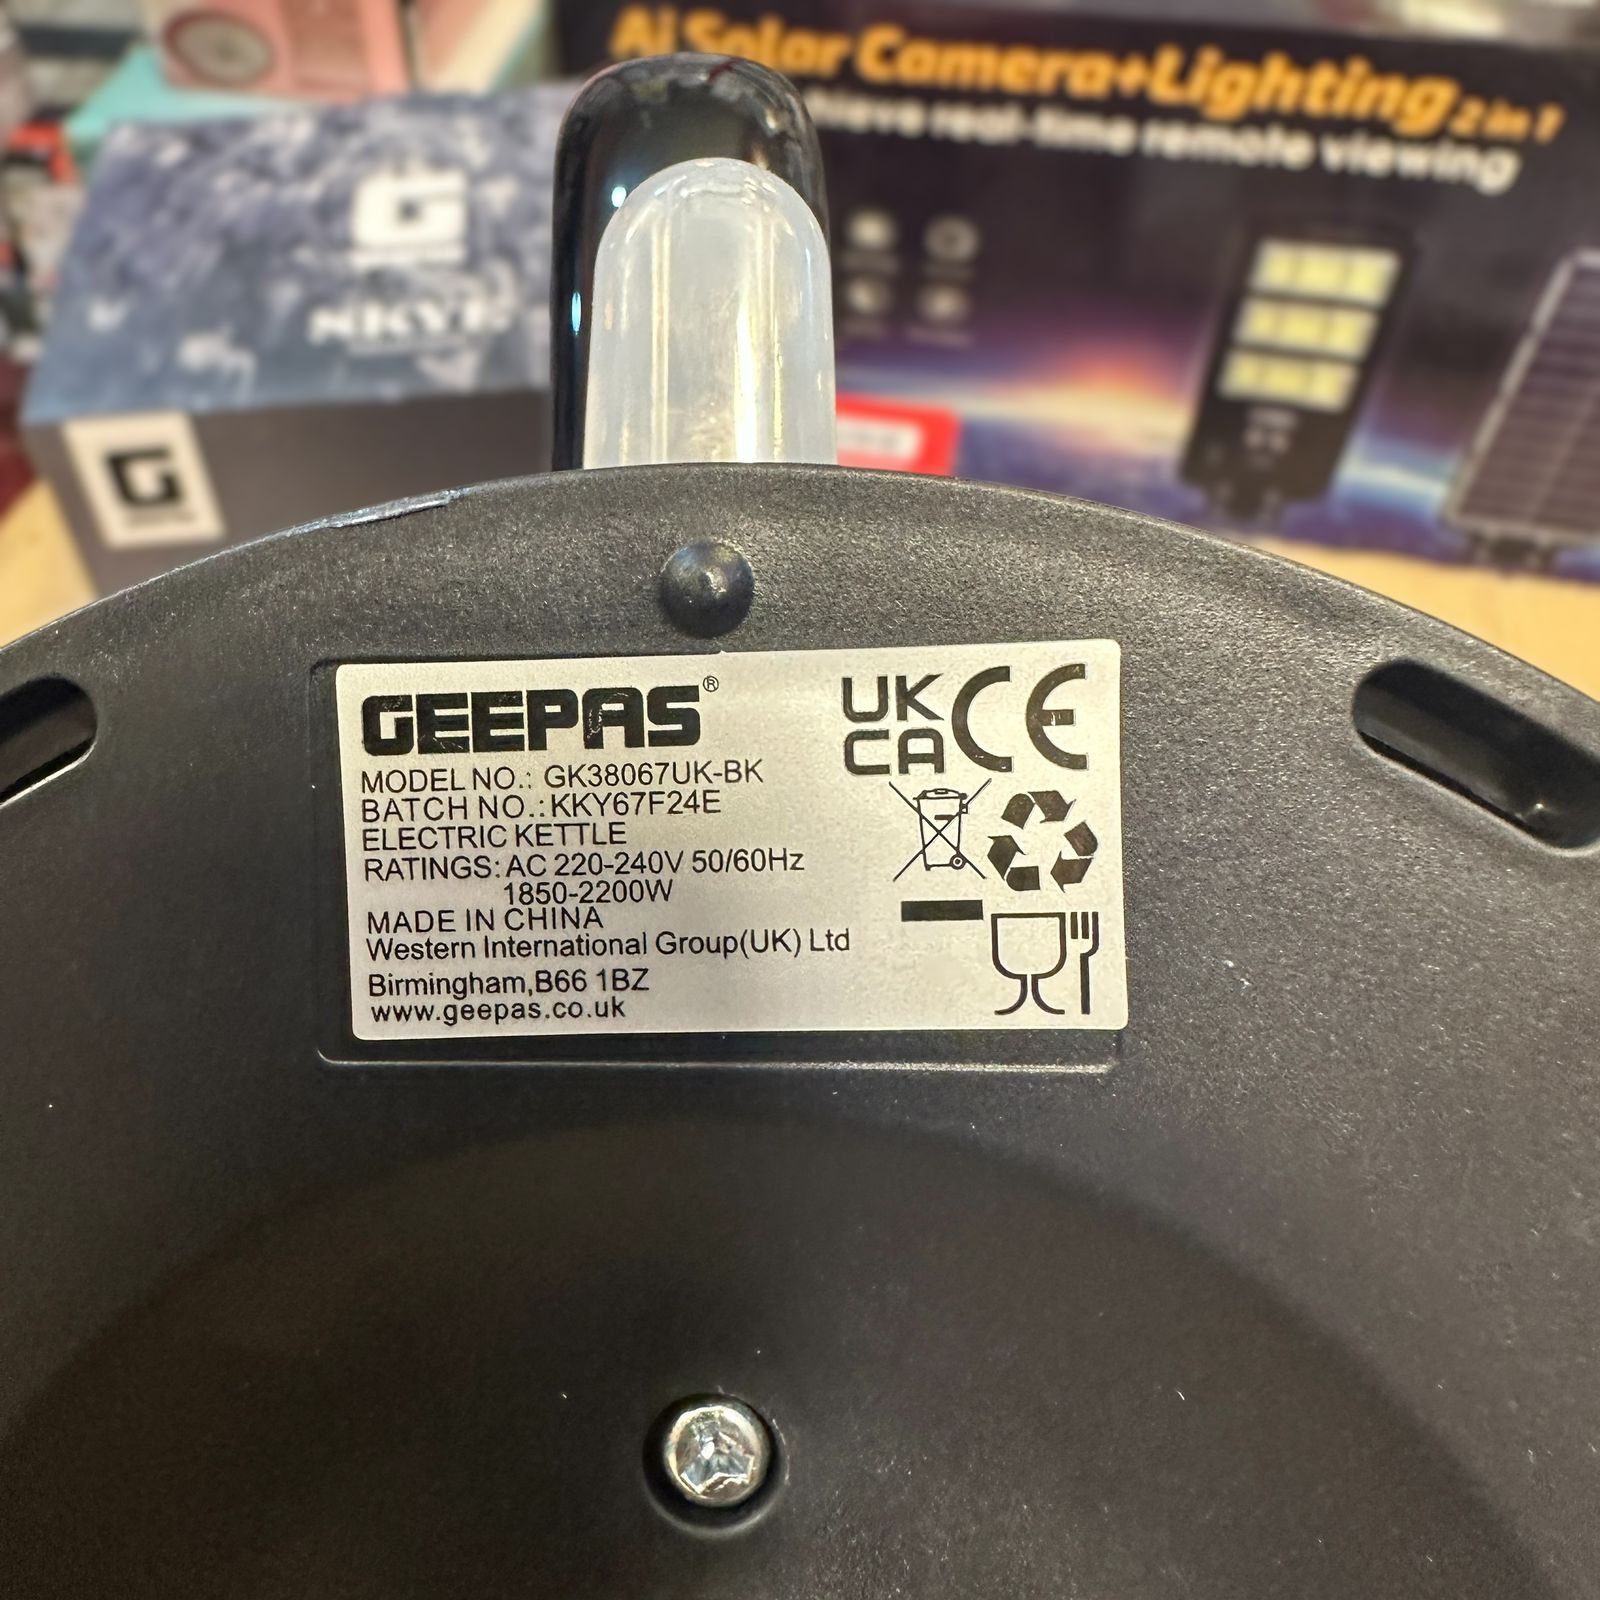 Ai Solar Camera+Lighting 2 in 1
real-time remote viewing
G
G
GEEPAS®
MODEL NO.: GK38067UK-BK
BATCH NO.:KKY67F24E
ELECTRIC KETTLE
RATINGS: AC 220-240V 50/60Hz
1850-2200W
MADE IN CHINA
Western International Group(UK) Ltd
Birmingham,B66 1BZ
www.geepas.co.uk
UK
CA
CE